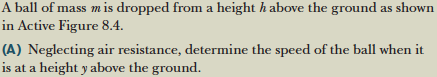 A ball of mass m is dropped from a height h above the ground as shown
in Active Figure 8.4.
(A) Neglecting air resistance, determine the speed of the ball when it
is at a height y above the ground.